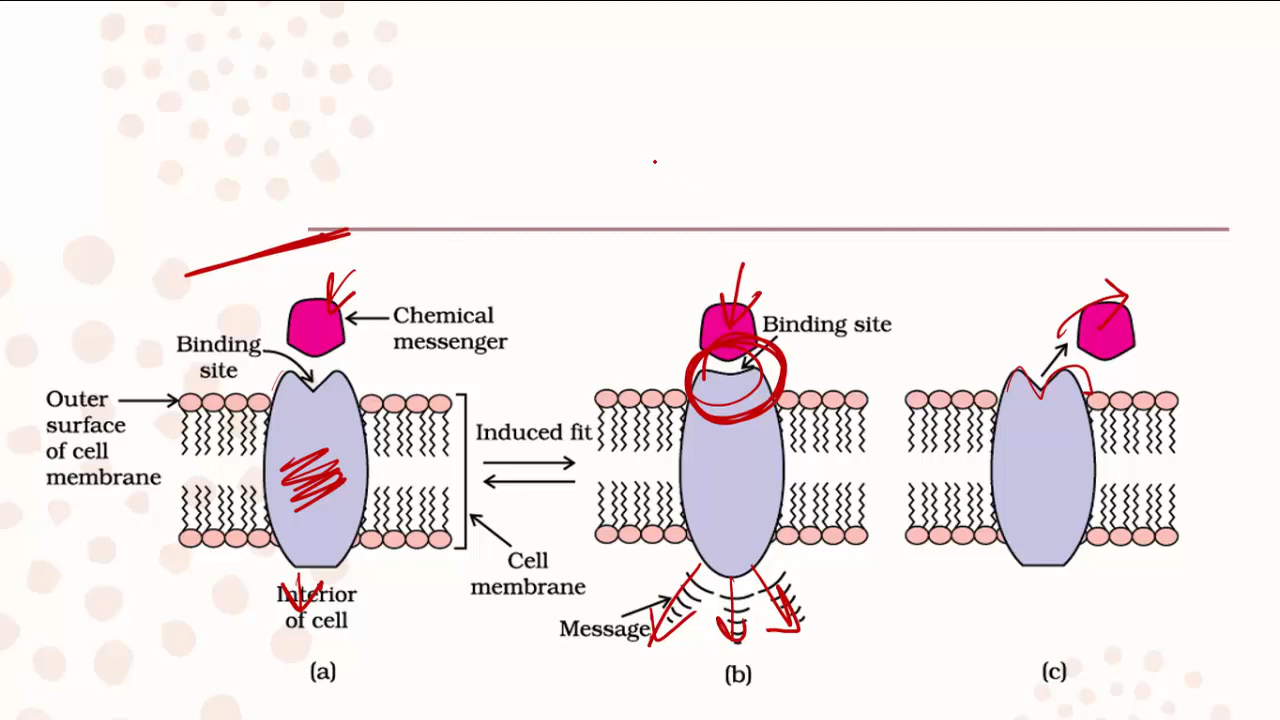 Chemical
messenger
Binding
site
Outer
surface
of cell
membrane
Interior
of cell
(a)
Induced fit
Cell
membrane
Binding site
Message
(b)
(c)